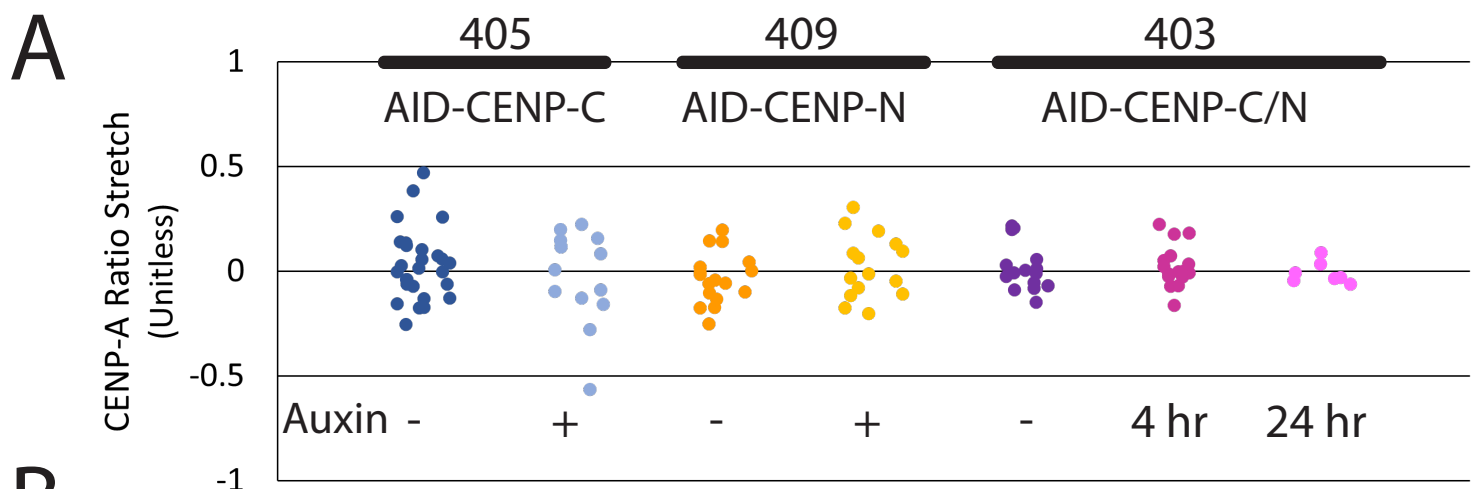 A
405 409 403
1
AID-CENP-C AID-CENP-N AID-CENP-C/N
0.5
CENP-A Ratio Stretch
(Unitless)
0
-0.5
Auxin - + - + - 4 hr 24 hr
-1